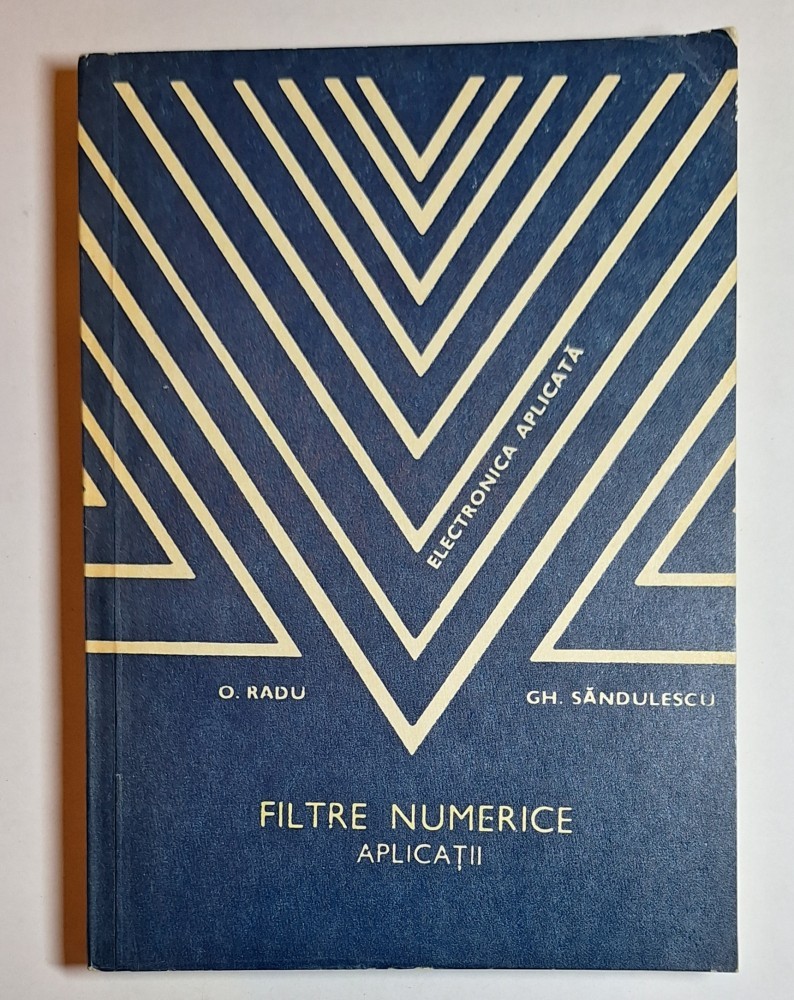 ELECTRONICA APLICATĂ
O. RADU
GH. SĂNDULESCU
FILTRE NUMERICE
APLICAȚII